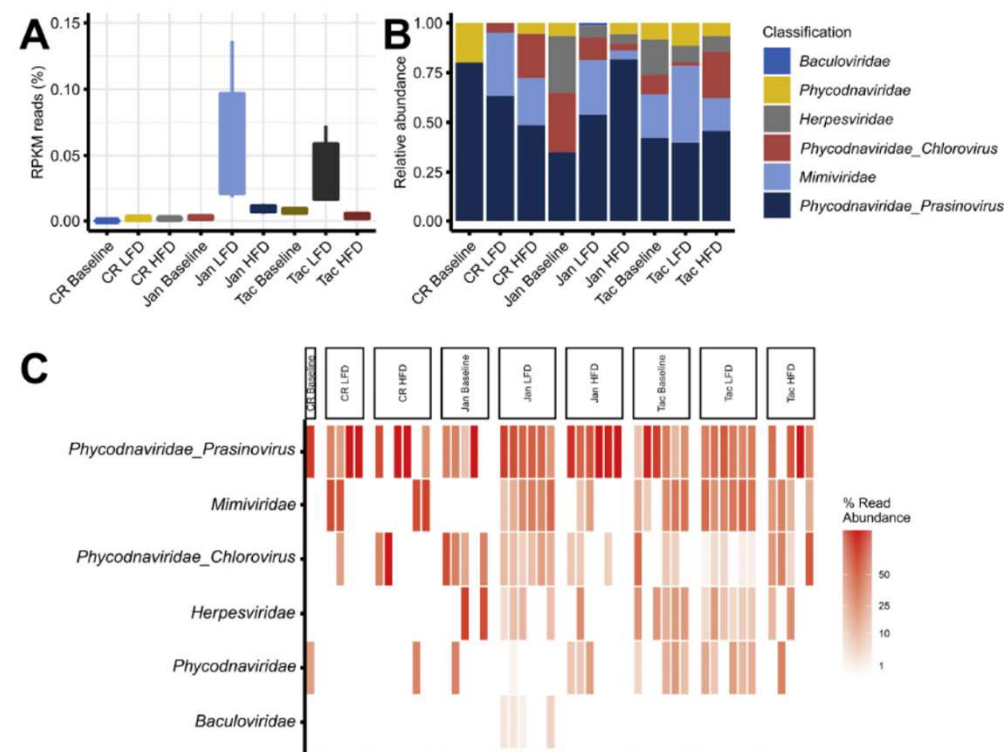 A
RPKM reads (%)
0.15
0.10
0.05
0.00
CR Baseline
CR LFD
CR HFD
Jan Baseline
Jan LFD
Jan HFD
Tac Baseline
Tac LFD
Tac HFD
B
Relative abundance
1.00
0.75
0.50
0.25
0.00
CR Baseline
CR LFD
CR HFD
Jan Baseline
Jan LFD
Jan HFD
Tac Baseline
Tac LFD
Tac HFD
Classification
Baculoviridae
Phycodnaviridae
Herpesviridae
Phycodnaviridae_Chlorovirus
Mimiviridae
Phycodnaviridae_Prasinovirus
C
CR Baseline
CR LFD
CR HFD
Jan Baseline
Jan LFD
Jan HFD
Tac Baseline
Tac LFD
Tac HFD
Phycodnaviridae_Prasinovirus
Mimiviridae
Phycodnaviridae_Chlorovirus
Herpesviridae
Phycodnaviridae
Baculoviridae
% Read
Abundance
50
25
10
1